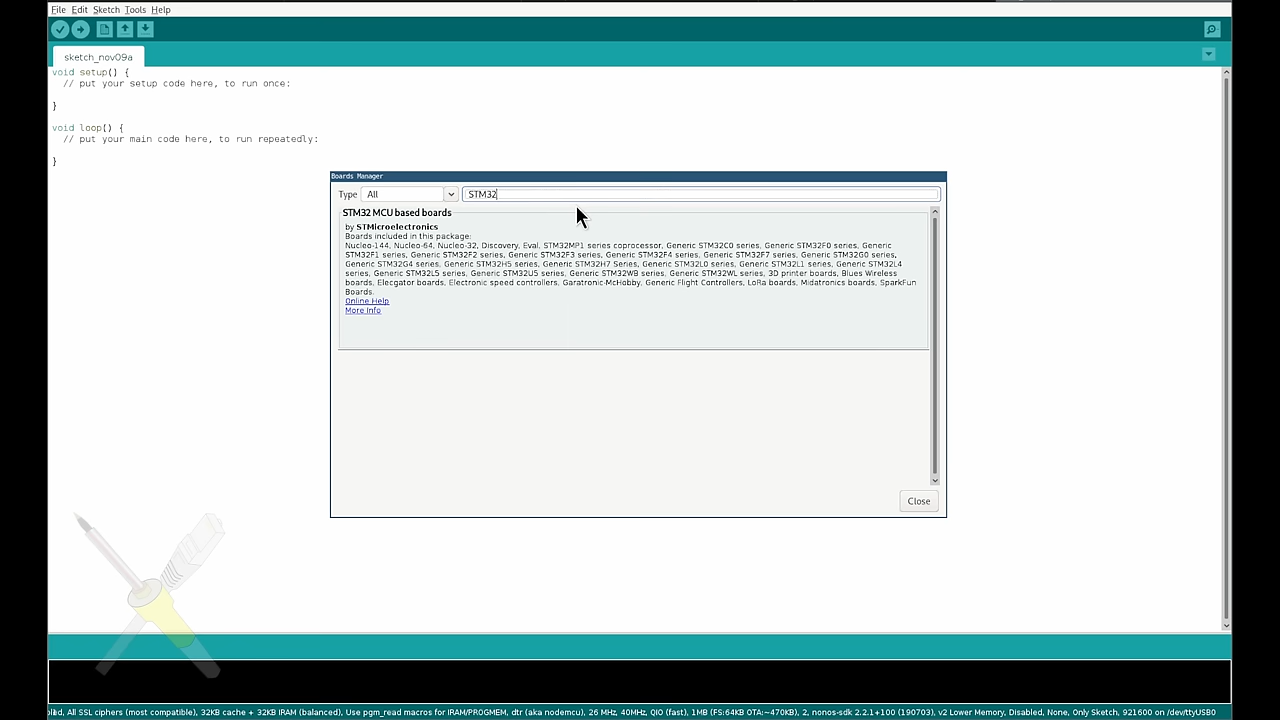 File Edit Sketch Tools Help
sketch_nov09a
void setup() {
// put your setup code here, to run once:
}
void loop() {
// put your main code here, to run repeatedly:
}
Boards Manager
Type All STM32
STM32 MCU based boards
by STMicroelectronics
Boards included in this package:
Nucleo-144, Nucleo-64, Nucleo-32, Discovery, Eval, STM32MP1 series coprocessor, Generic STM32C0 series, Generic STM32F0 series, Generic
STM32F1 series, Generic STM32F2 series, Generic STM32F3 series, Generic STM32F4 series, Generic STM32F7 series, Generic STM32G0 series,
Generic STM32G4 series, Generic STM32H5 series, Generic STM32H7 Series, Generic STM32L0 series, Generic STM32L1 series, Generic STM32L4
series, Generic STM32L5 series, Generic STM32U5 series, Generic STM32WB series, Generic STM32WL series, 3D printer boards, Blues Wireless
boards, Elecgator boards, Electronic speed controllers, Garatronic-McHobby, Generic Flight Controllers, LoRa boards, Midatronics boards, SparkFun
Boards.
Online Help
More Info
Close
All SSL ciphers (most compatible), 32KB cache + 32KB IRAM (balanced), Use pgm_read macros for IRAM/PROGMEM, dtr (aka nodemcu), 26 MHz, 40MHz, QIO (fast), 1MB (FS:64KB OTA:~470KB), 2, nonos-sdk 2.2.1+100 (190703), v2 Lower Memory, Disabled, None, Only Sketch, 921600 on /dev/ttyUSB0